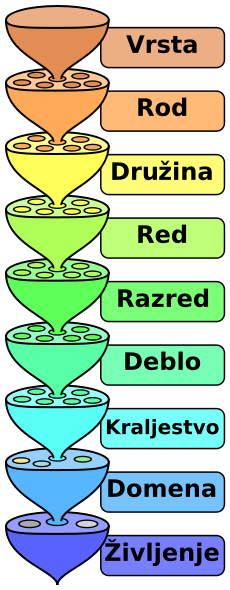 Vrsta
Rod
Družina
Red
Razred
Deblo
Kraljestvo
Domena
Življenje